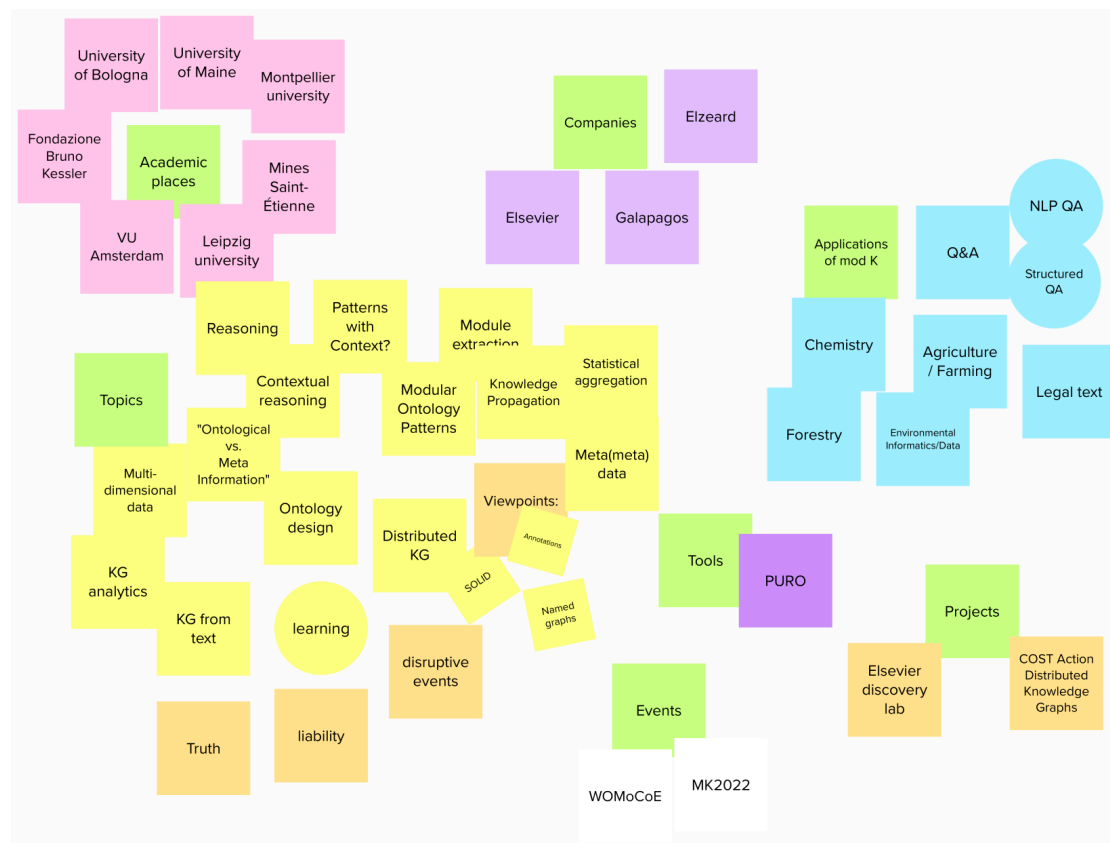 University
of Bologna
University
of Maine
Montpellier
university
Fondazione
Bruno
Kessler
Academic
places
Mines
Saint-
Étienne
VU
Amsterdam
Leipzig
university
Companies
Elzeard
Elsevier
Galapagos
Applications
of mod K
Q&A
NLP QA
Structured
QA
Chemistry
Agriculture
/ Farming
Legal text
Forestry
Environmental
Informatics/Data
Topics
Reasoning
Patterns
with
Context?
Module
extraction
Statistical
aggregation
Contextual
reasoning
Modular
Ontology
Patterns
Knowledge
Propagation
"Ontological
vs.
Meta
Information"
Meta(meta)
data
Multi-
dimensional
data
Ontology
design
Distributed
KG
Viewpoints:
Annotations
SOLID
Named
graphs
KG
analytics
KG from
text
learning
disruptive
events
Truth
liability
Tools
PURO
Projects
Elsevier
discovery
lab
COST Action
Distributed
Knowledge
Graphs
Events
WOMoCoE
MK2022